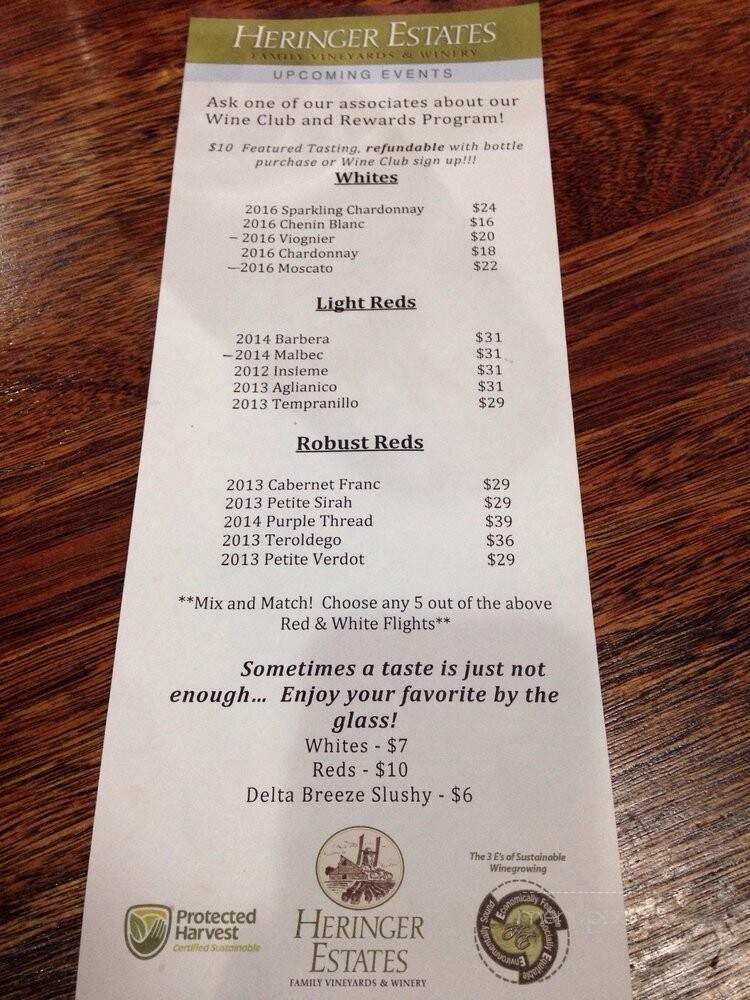 HERINGER ESTATES
FAMILY VINEYARDS & WINERY
UPCOMING EVENTS
Ask one of our associates about our
Wine Club and Rewards Program!
$10 Featured Tasting, refundable with bottle
purchase or Wine Club sign up!!!
Whites
2016 Sparkling Chardonnay $24
2016 Chenin Blanc $16
– 2016 Viognier $20
2016 Chardonnay $18
—2016 Moscato $22
Light Reds
2014 Barbera $31
–2014 Malbec $31
2012 Insieme $31
2013 Aglianico $31
2013 Tempranillo $29
Robust Reds
2013 Cabernet Franc $29
2013 Petite Sirah $29
2014 Purple Thread $39
2013 Teroldego $36
2013 Petite Verdot $29
**Mix and Match! Choose any 5 out of the above
Red & White Flights**
Sometimes a taste is just not
enough... Enjoy your favorite by the
glass!
Whites - $7
Reds - $10
Delta Breeze Slushy - $6
The 3 E's of Sustainable
Winegrowing
Protected
Harvest
Certified Sustainable
HERINGER
ESTATES
FAMILY VINEYARDS & WINERY
Environmentally Sound
Economically
Socially Equitable